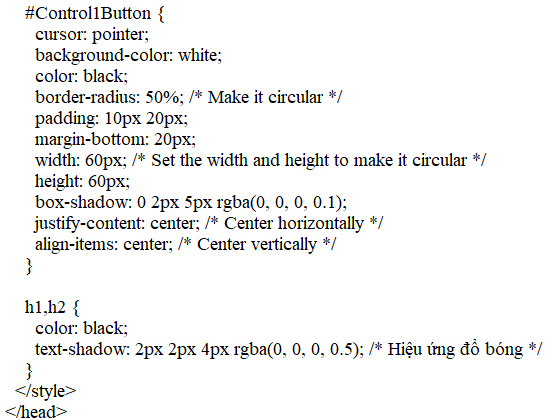 #Control1Button {
cursor: pointer;
background-color: white;
color: black;
border-radius: 50%; /* Make it circular */
padding: 10px 20px;
margin-bottom: 20px;
width: 60px; /* Set the width and height to make it circular */
height: 60px;
box-shadow: 0 2px 5px rgba(0, 0, 0, 0.1);
justify-content: center; /* Center horizontally */
align-items: center; /* Center vertically */
}
h1,h2 {
color: black;
text-shadow: 2px 2px 4px rgba(0, 0, 0, 0.5); /* Hiệu ứng đổ bóng */
}
</style>
</head>